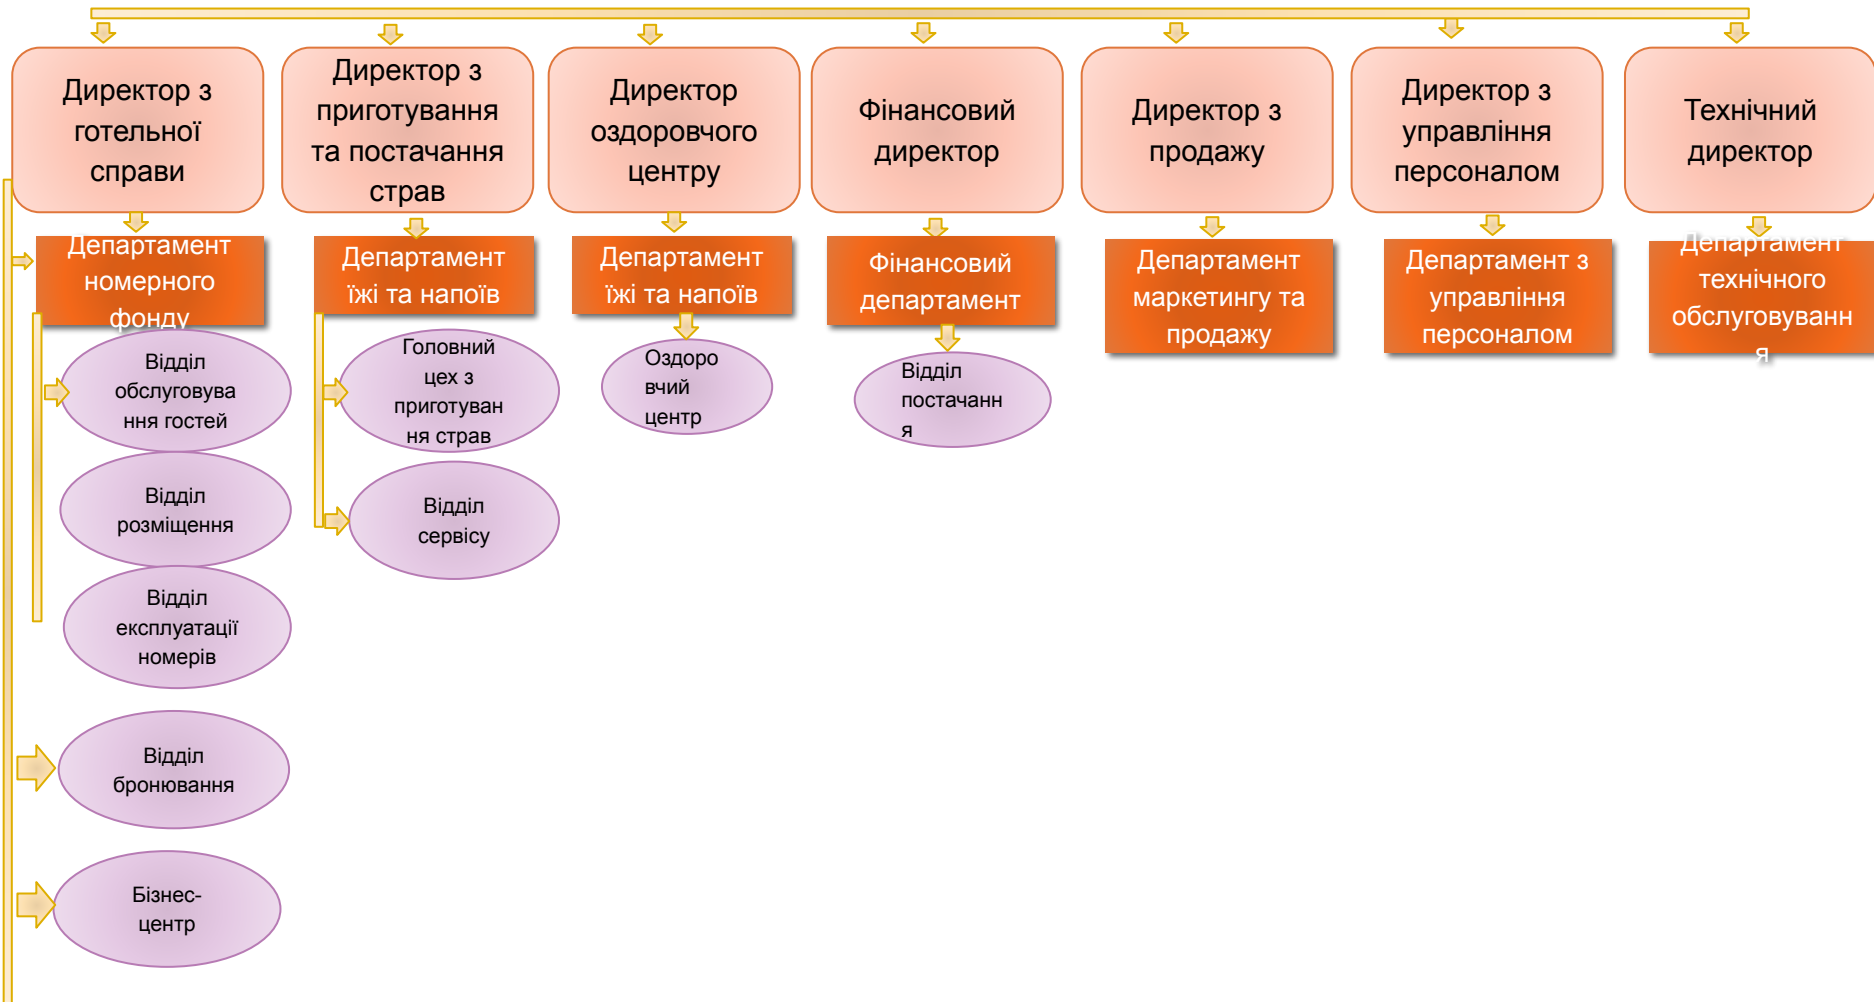 Директор з
готельної
справи
Директор з
приготування
та постачання
страв
Директор
оздоровчого
центру
Фінансовий
директор
Директор з
продажу
Директор з
управління
персоналом
Технічний
директор
Департамент
номерного
фонду
Департамент
їжі та напоїв
Департамент
їжі та напоїв
Фінансовий
департамент
Департамент
маркетингу та
продажу
Департамент з
управління
персоналом
Департамент
технічного
обслуговуванн
я
Відділ
обслуговува
ння гостей
Головний
цех з
приготуван
ня страв
Оздоро
вчий
центр
Відділ
постачанн
я
Відділ
розміщення
Відділ
сервісу
Відділ
експлуатації
номерів
Відділ
бронювання
Бізнес-
центр